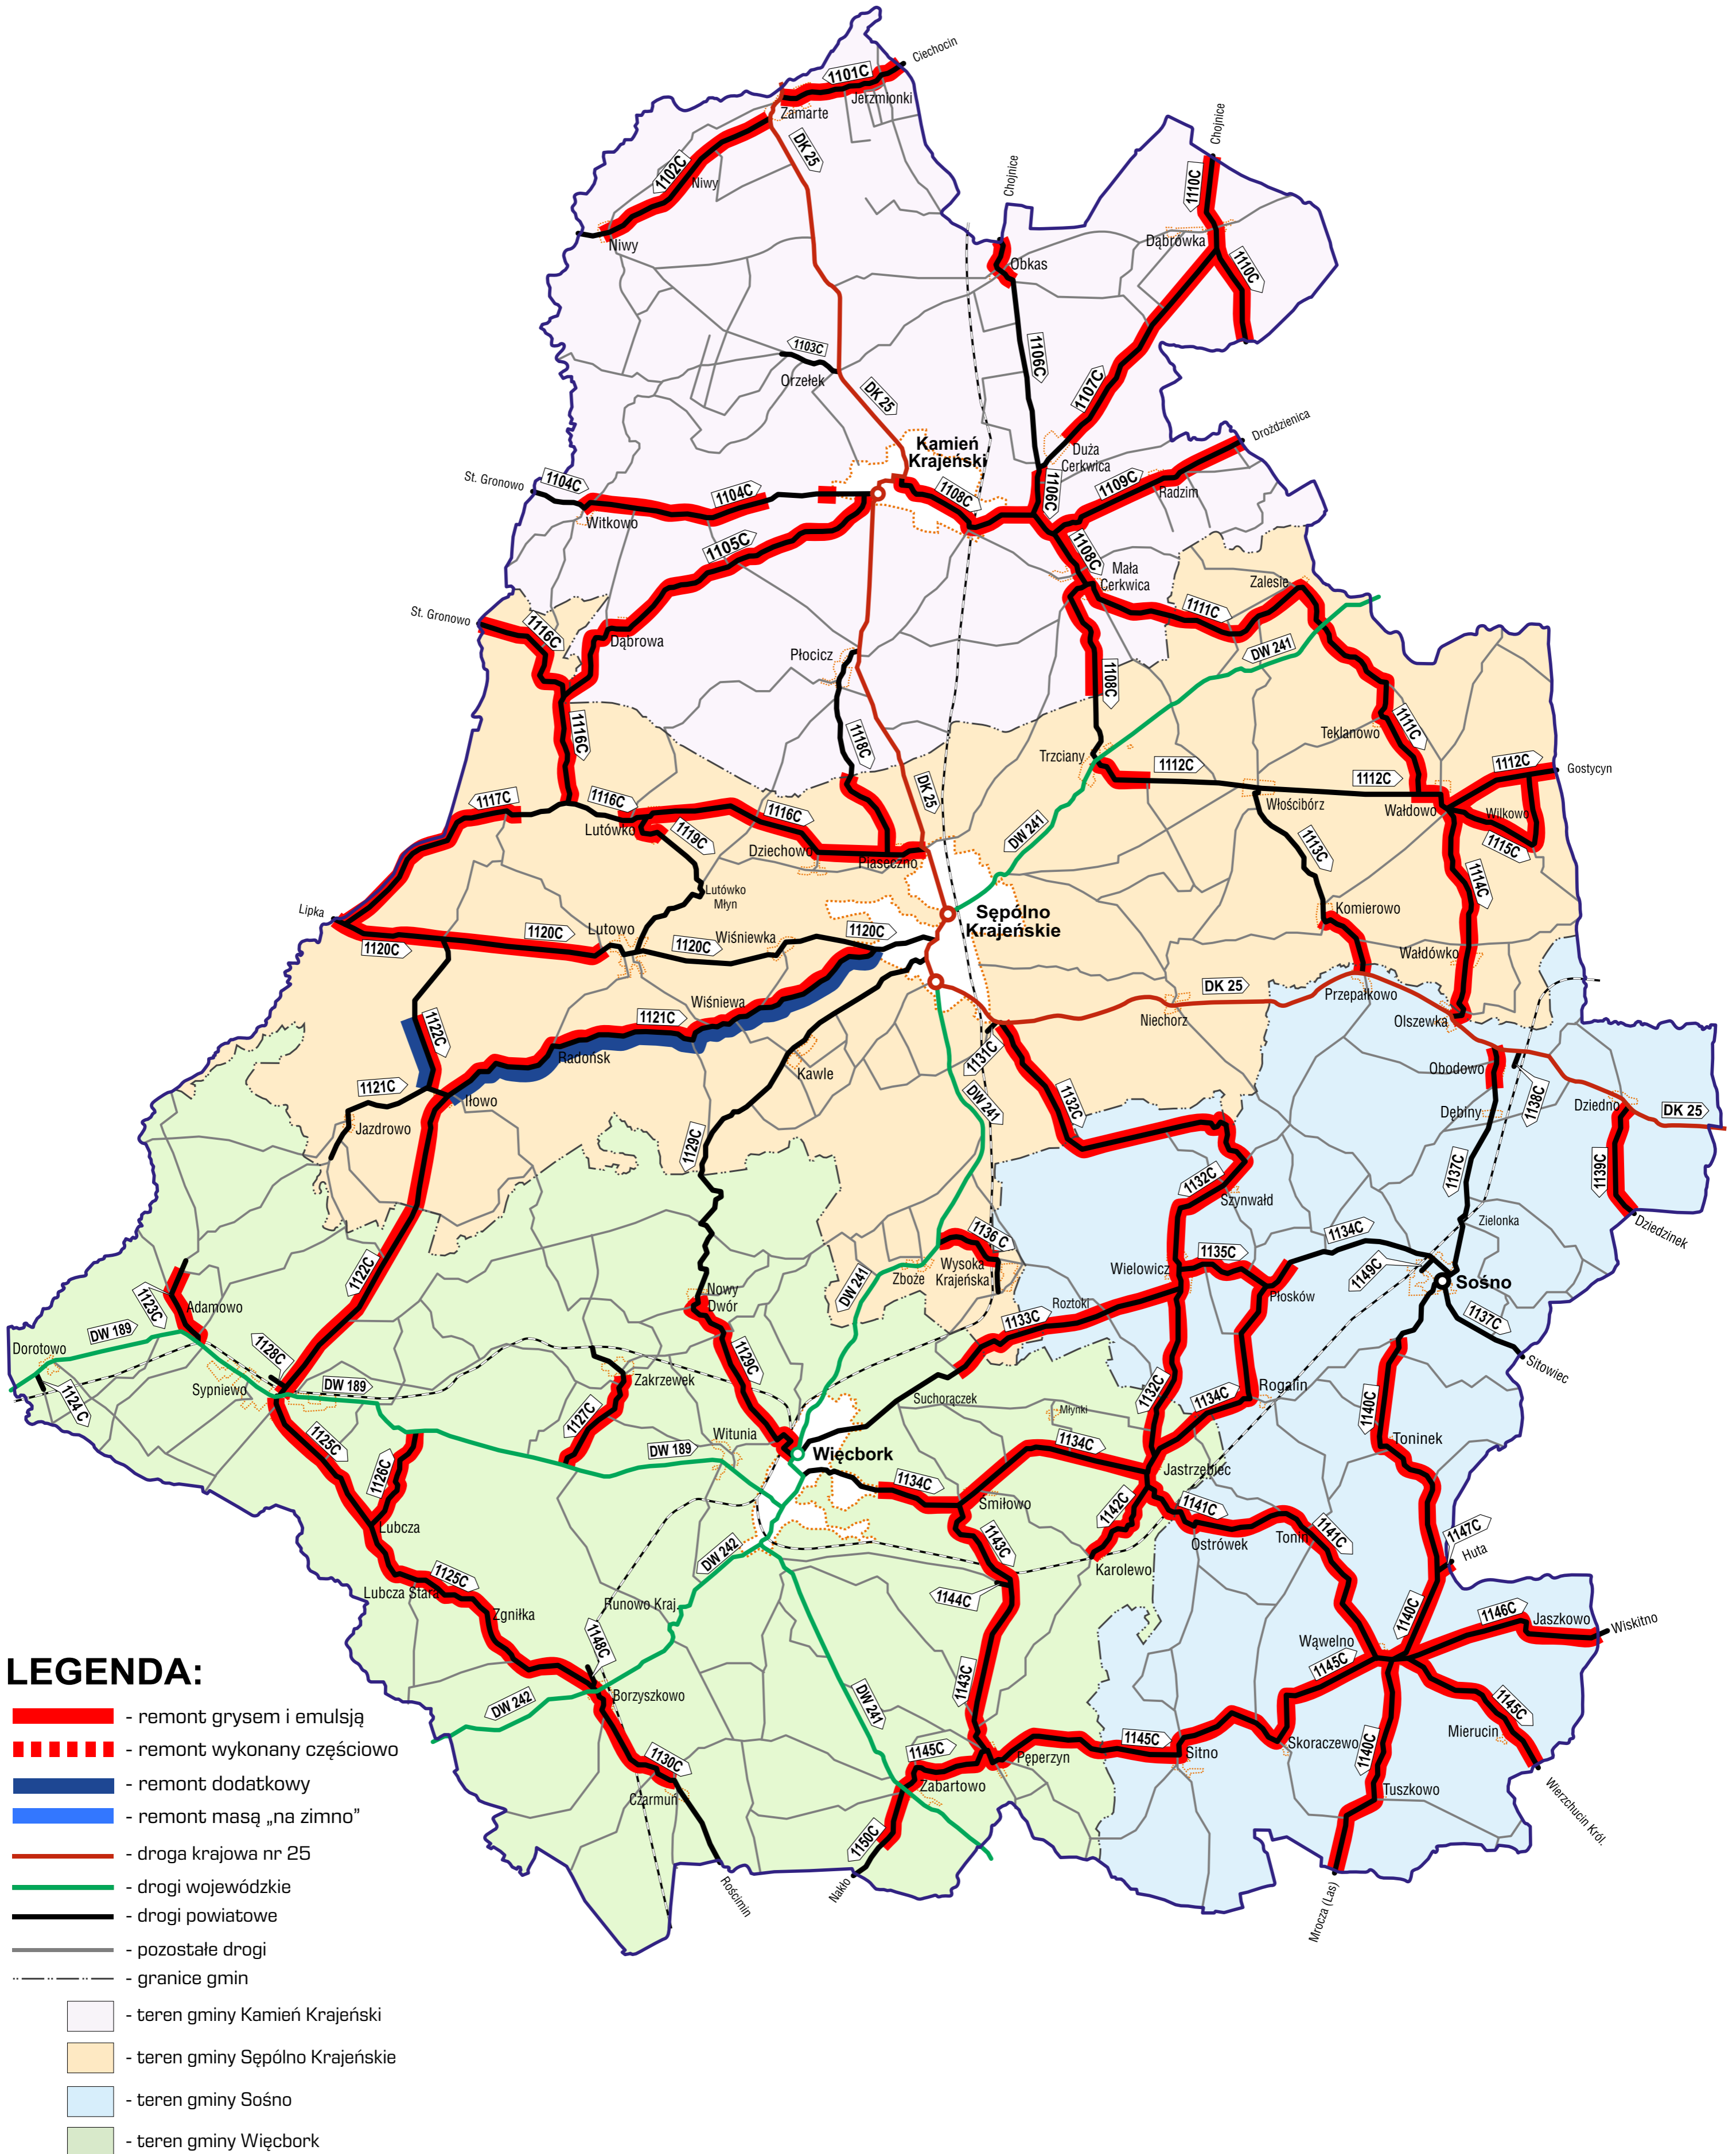 Ciechocin
1101C
Jerzmionki
Zamarte
DK 25
1102C
Niwy
Niwy
Chojnice
Chojnice
1110C
Dąbrówka
1110C
Obkas
1106C
1103C
Orzełek
DK 25
1107C
Kamień
Krajeński
Duża
Cerkwica
Drożdzienica
St. Gronowo
1104C
1104C
Witkowo
1108C
1106C
1109C
Radzim
1105C
1108C
Mała
Cerkwica
Zalesie
St. Gronowo
1116C
Dąbrowa
1111C
DW 241
Płocicz
1108C
1116C
1118C
Teklanowo
1111C
Trzciany
1112C
1112C
1112C
Gostycyn
DK 25
1117C
1116C
1116C
Lutówko
1119C
Dziechowo
Piaseczno
DW 241
Włościbórz
Wałdowo
Wilkowo
1115C
1113C
1114C
Lutówko
Młyn
Lipka
Komierowo
Sępólno
Krajeńskie
1120C
1120C
Lutowo
1120C
Wiśniewka
1120C
Wałdówko
Przepałkowo
DK 25
Niechorz
Olszewka
Wiśniewa
1121C
1122C
Radońsk
Kawle
1131C
1132C
Obodowo
1138C
Dębiny
Dziedno
DK 25
1121C
Iłowo
Jazdrowo
DW 241
1129C
1137C
1139C
1132C
Szynwałd
Zielonka
Dziedzinek
1134C
1136 C
Wysoka
Krajeńska
Zboże
1135C
Wielowicz
1149C
Sośno
Płosków
1122C
1123C
Adamowo
DW 189
Dorotowo
DW 241
Nowy
Dwór
Roztoki
1133C
1137C
Sitowiec
1128C
DW 189
Sypniewo
1124 C
1129C
Zakrzewek
Suchorączek
Rogalin
1132C
1134C
1140C
Młynki
1127C
1125C
Witunia
DW 189
Więcbork
1134C
Toninek
1126C
1134C
Jastrzębiec
Śmiłowo
Lubcza
1142C
1141C
Ostrówek
Tonin
1141C
1147C
Huta
1143C
DW 242
Karolewo
1125C
Lubcza Stara
1144C
Zgniłka
Runowo Kraj.
1140C
1146C
Jaszkowo
Wiskitno
1148C
Wąwelno
1145C
1143C
Borzyszkowo
DW 242
DW 241
1145C
Mierucin
1145C
1145C
Sitno
Skoraczewo
1140C
Pęperzyn
1130C
Czarmuń
Zabartowo
Tuszkowo
Wierzchucin Król.
1150C
Nakło
Rościmin
Mrocza (Las)
LEGENDA:
- remont grysem i emulsją
- remont wykonany częściowo
- remont dodatkowy
- remont masą „na zimno”
- droga krajowa nr 25
- drogi wojewódzkie
- drogi powiatowe
- pozostałe drogi
- granice gmin
- teren gminy Kamień Krajeński
- teren gminy Sępólno Krajeńskie
- teren gminy Sośno
- teren gminy Więcbork